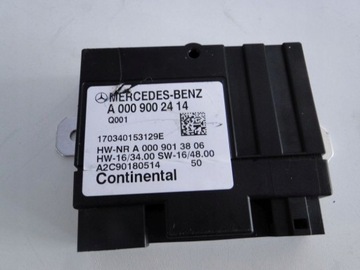 MERCEDES-BENZ
A 000 900 24 14
Q001
170340153129E
HW-NR A 000 901 38 06
HW-16/34.00 SW-16/48.00
A2C90180514 50
Continental